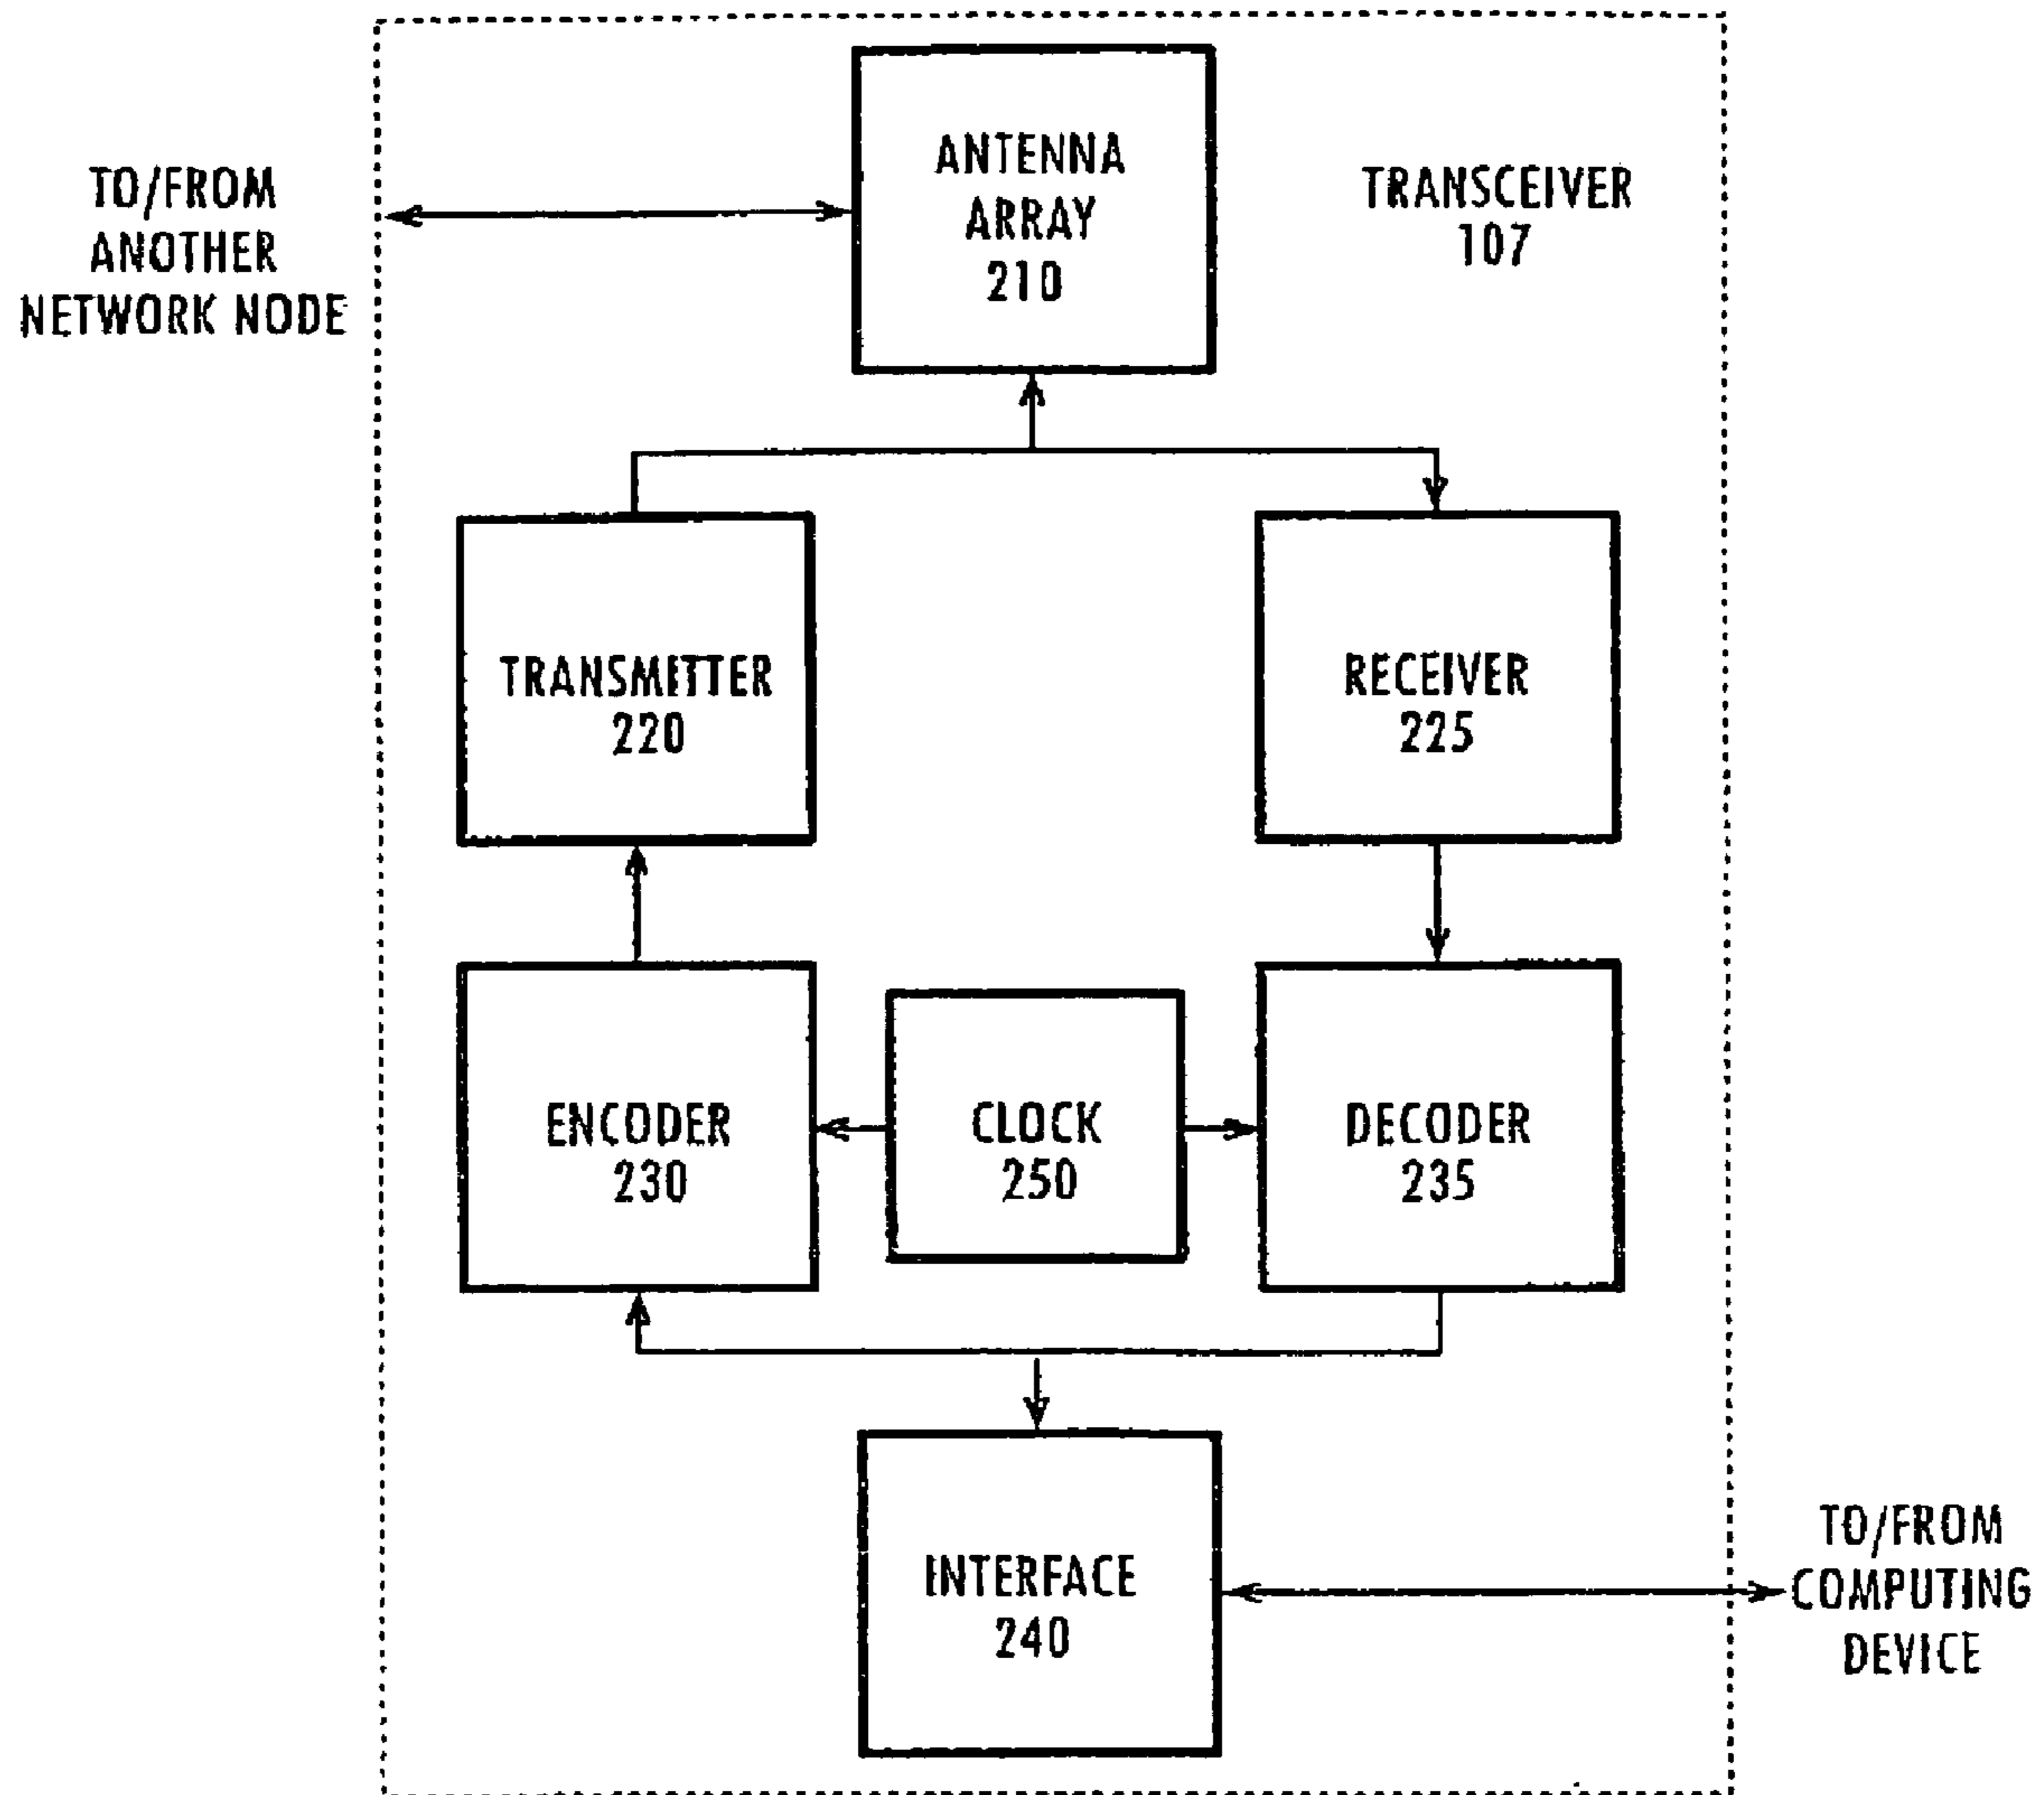 TO/FROM
ANOTHER
NETWORK NODE
ANTENNA
ARRAY
210
TRANSCEIVER
107
TRANSMITTER
220
RECEIVER
225
ENCODER
230
CLOCK
250
DECODER
235
INTERFACE
240
TO/FROM
COMPUTING
DEVICE